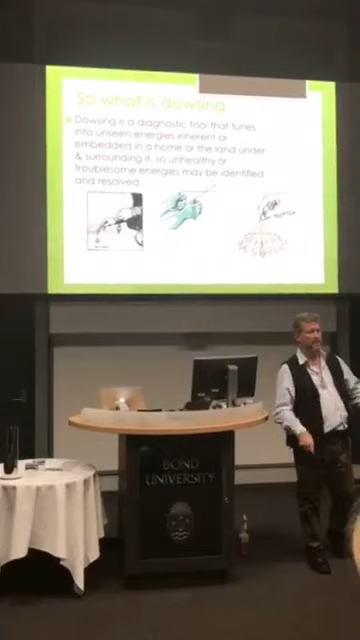 So what is dowsing
Dowsing is a diagnostic tool that tunes
into unseen energies inherent or
embedded in a home or the land under
& surrounding it, so unhealthy or
troublesome energies may be identified
and resolved.
BOND
UNIVERSITY